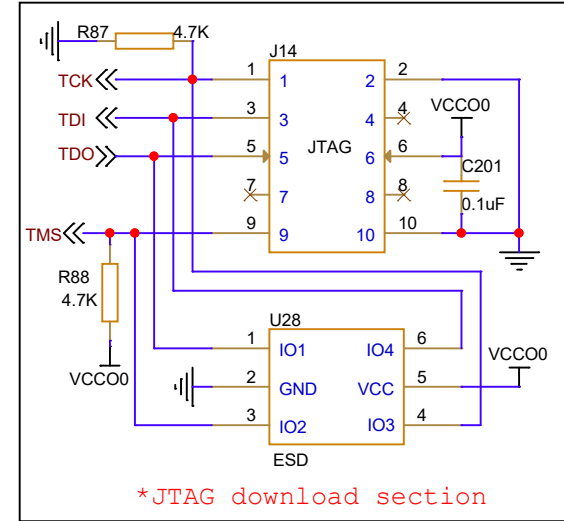 R87 4.7K
J14
TCK 1 1 2 2
TDI 3 3 4 4 VCCO0
TDO 5 5 JTAG 6 6
C201
7 7 8 8 0.1uF
TMS 9 9 10 10
R88
4.7K
U28
1 IO1 IO4 6
VCCO0 2 GND VCC 5 VCCO0
3 IO2 IO3 4
ESD
*JTAG download section